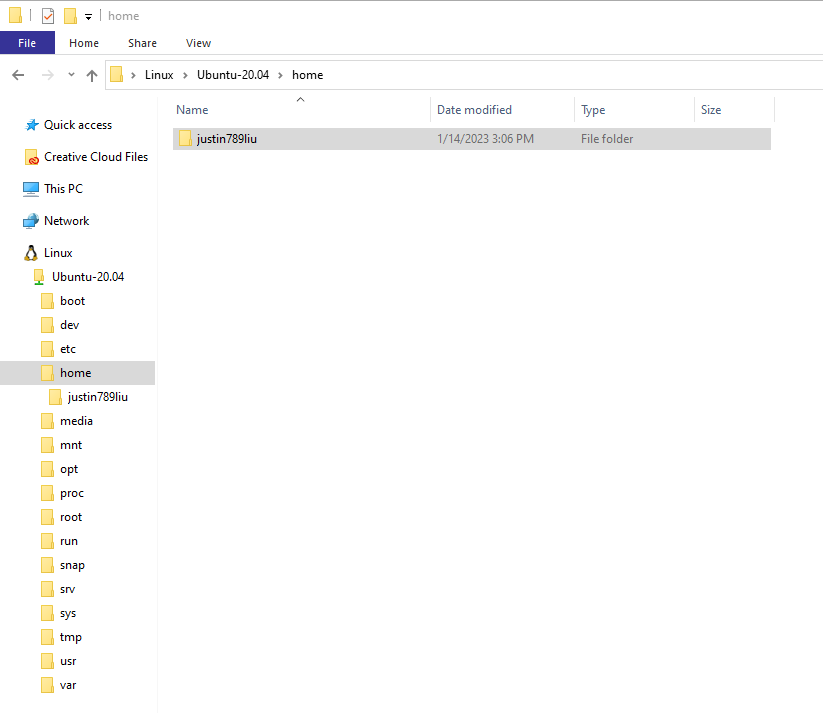 home
File Home Share View
Linux Ubuntu-20.04 home
Name Date modified Type Size
justin789liu 1/14/2023 3:06 PM File folder
Quick access
Creative Cloud Files
This PC
Network
Linux
Ubuntu-20.04
boot
dev
etc
home
justin789liu
media
mnt
opt
proc
root
run
snap
srv
sys
tmp
usr
var